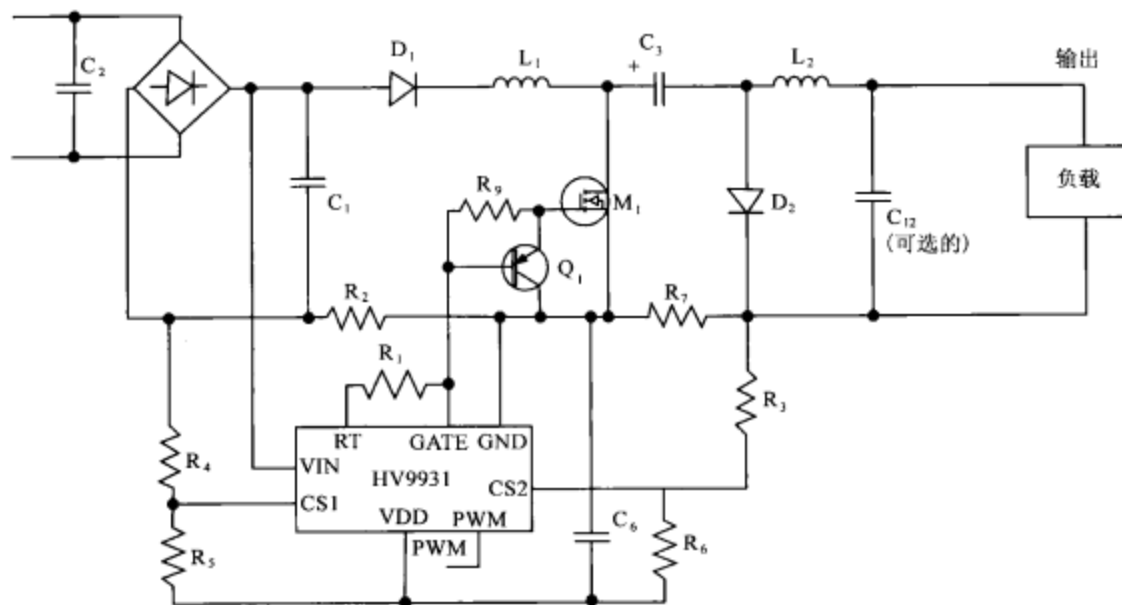 C₂
D₁
L₁
C₃
+
L₂
输出
C₁
R₉
M₁
Q₁
D₂
C₁₂
(可选的)
负载
R₂
R₇
R₁
R₃
RT
GATE
GND
R₄
VIN
HV9931
CS1
CS2
VDD
PWM
C₆
R₅
PWM
R₆